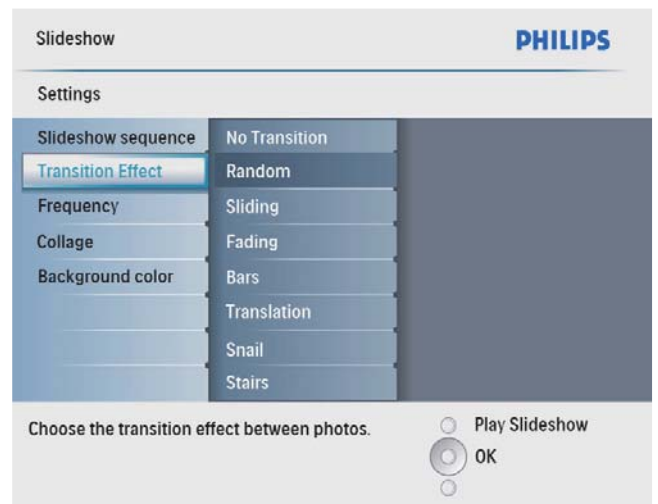 Slideshow
PHILIPS
Settings
Slideshow sequence
Transition Effect
Frequency
Collage
Background color
No Transition
Random
Sliding
Fading
Bars
Translation
Snail
Stairs
Choose the transition effect between photos.
Play Slideshow
OK